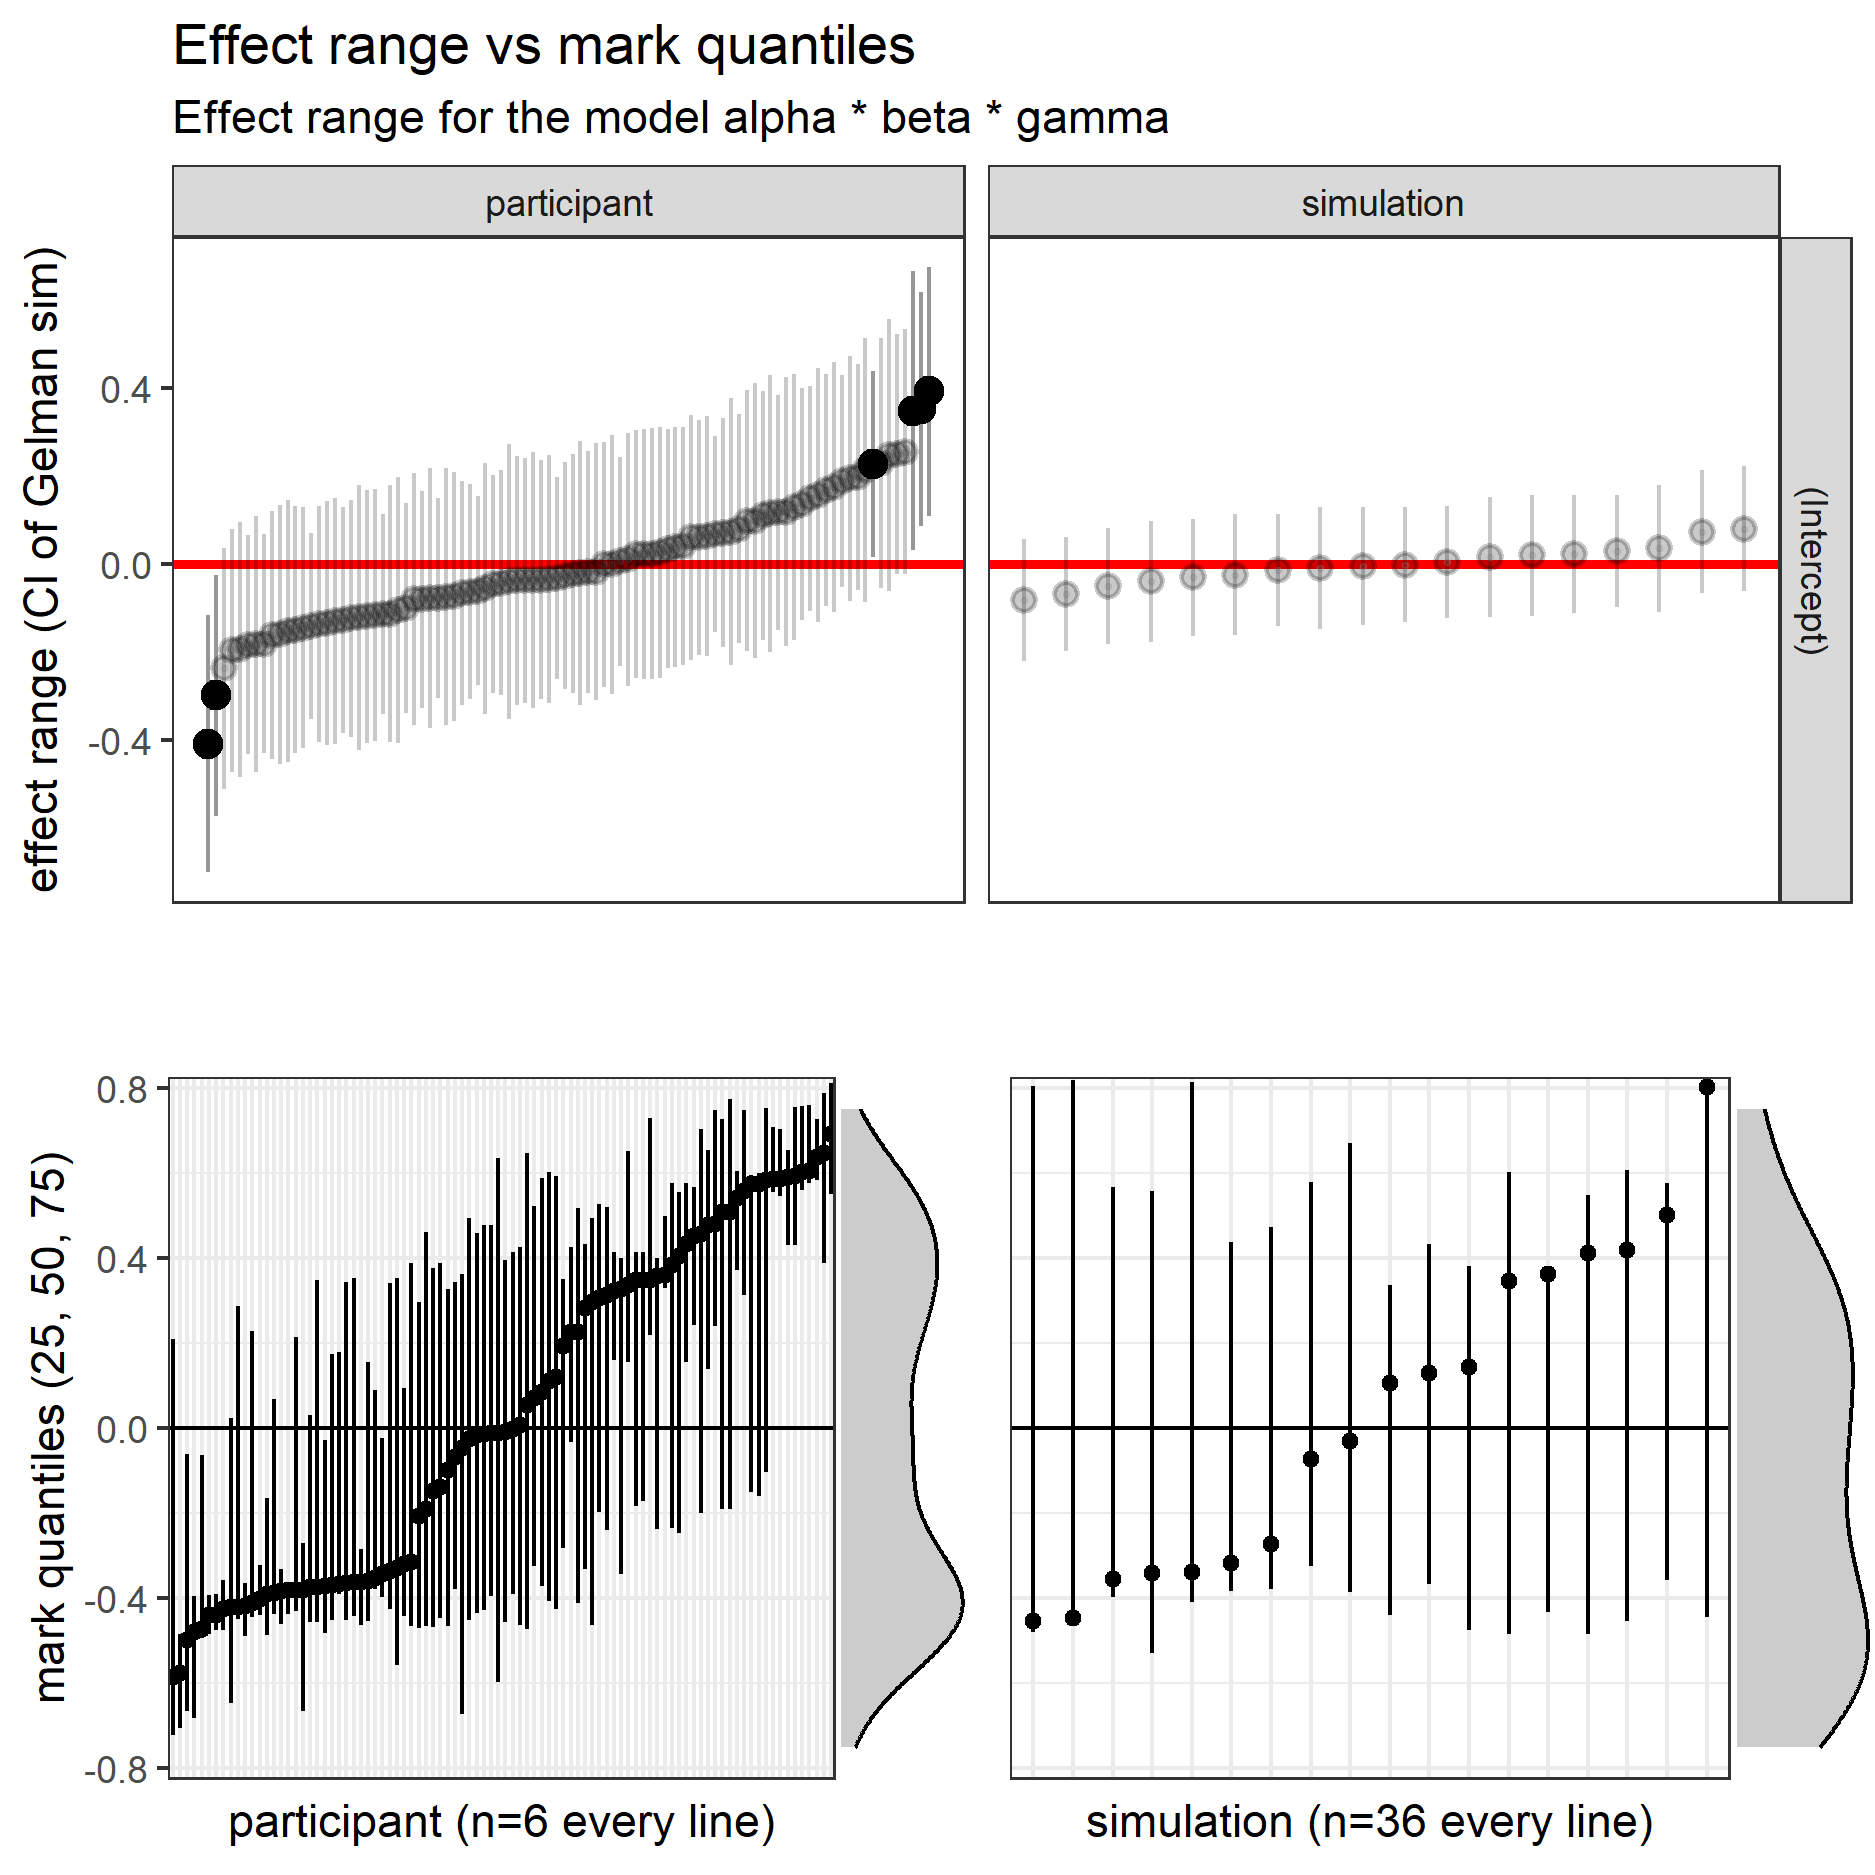 Effect range vs mark quantiles
Effect range for the model alpha * beta * gamma
participant
simulation
effect range (CI of Gelman sim)
0.4
0.0
-0.4
(Intercept)
mark quantiles (25, 50, 75)
0.8
0.4
0.0
-0.4
-0.8
participant (n=6 every line)
simulation (n=36 every line)